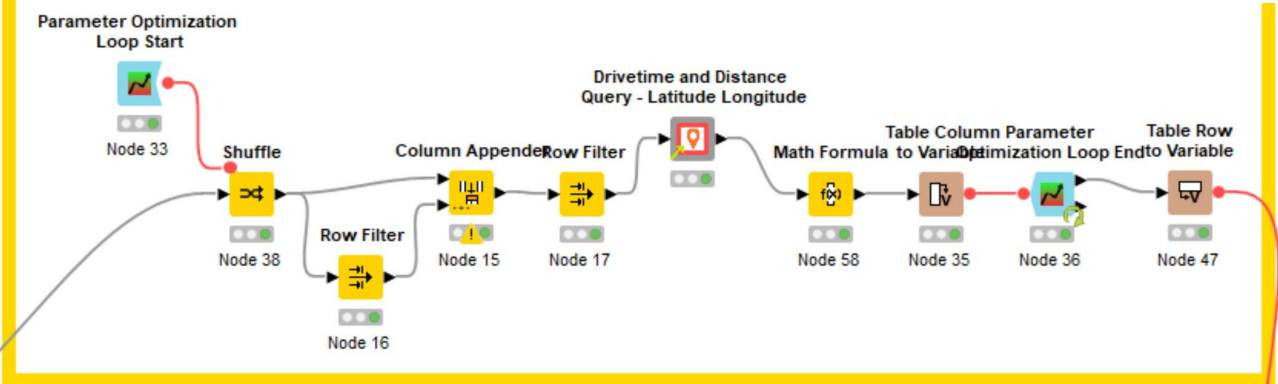 Parameter Optimization
Loop Start
Node 33
Shuffle
Node 38
Row Filter
Node 16
Column Appender
Node 15
Row Filter
Node 17
Drivetime and Distance
Query - Latitude Longitude
Math Formula
f(x)
Node 58
Table Column
to Variable
V
Node 35
Parameter
Optimization Loop End
Node 36
Table Row
to Variable
V
Node 47